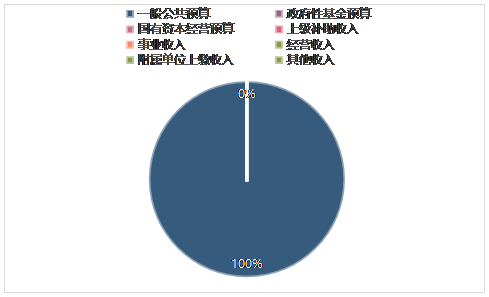 一般公共预算 政府性基金预算
国有资本经营预算 上级补助收入
事业收入 经营收入
附属单位上缴收入 其他收入
0%
100%